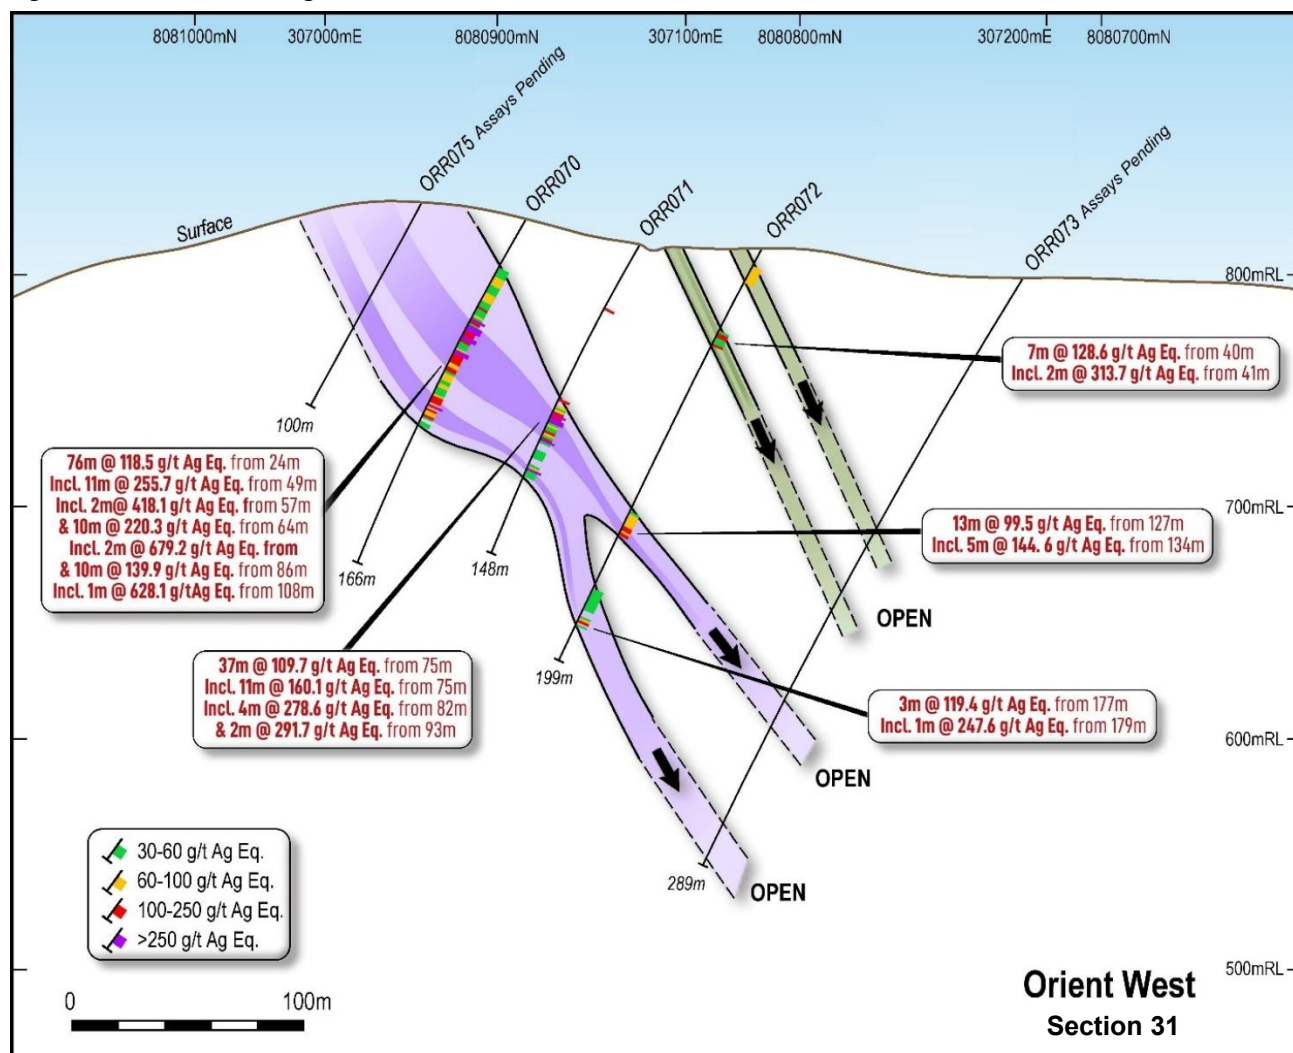 8081000mN
307000mE
8080900mN
307100mE
8080800mN
307200mE
8080700mN
ORR075 Assays Pending
ORR070
ORR071
ORR072
ORR073 Assays Pending
Surface
800mRL
7m @ 128.6 g/t Ag Eq. from 40m
Incl. 2m @ 313.7 g/t Ag Eq. from 41m
100m
76m @ 118.5 g/t Ag Eq. from 24m
Incl. 11m @ 255.7 g/t Ag Eq. from 49m
Incl. 2m@ 418.1 g/t Ag Eq. from 57m
& 10m @ 220.3 g/t Ag Eq. from 64m
Incl. 2m @ 679.2 g/t Ag Eq. from
& 10m @ 139.9 g/t Ag Eq. from 86m
Incl. 1m @ 628.1 g/tAg Eq. from 108m
700mRL
13m @ 99.5 g/t Ag Eq. from 127m
Incl. 5m @ 144. 6 g/t Ag Eq. from 134m
166m
148m
OPEN
37m @ 109.7 g/t Ag Eq. from 75m
Incl. 11m @ 160.1 g/t Ag Eq. from 75m
Incl. 4m @ 278.6 g/t Ag Eq. from 82m
& 2m @ 291.7 g/t Ag Eq. from 93m
199m
3m @ 119.4 g/t Ag Eq. from 177m
Incl. 1m @ 247.6 g/t Ag Eq. from 179m
600mRL
OPEN
289m
OPEN
30-60 g/t Ag Eq.
60-100 g/t Ag Eq.
100-250 g/t Ag Eq.
>250 g/t Ag Eq.
500mRL
0 100m
Orient West
Section 31